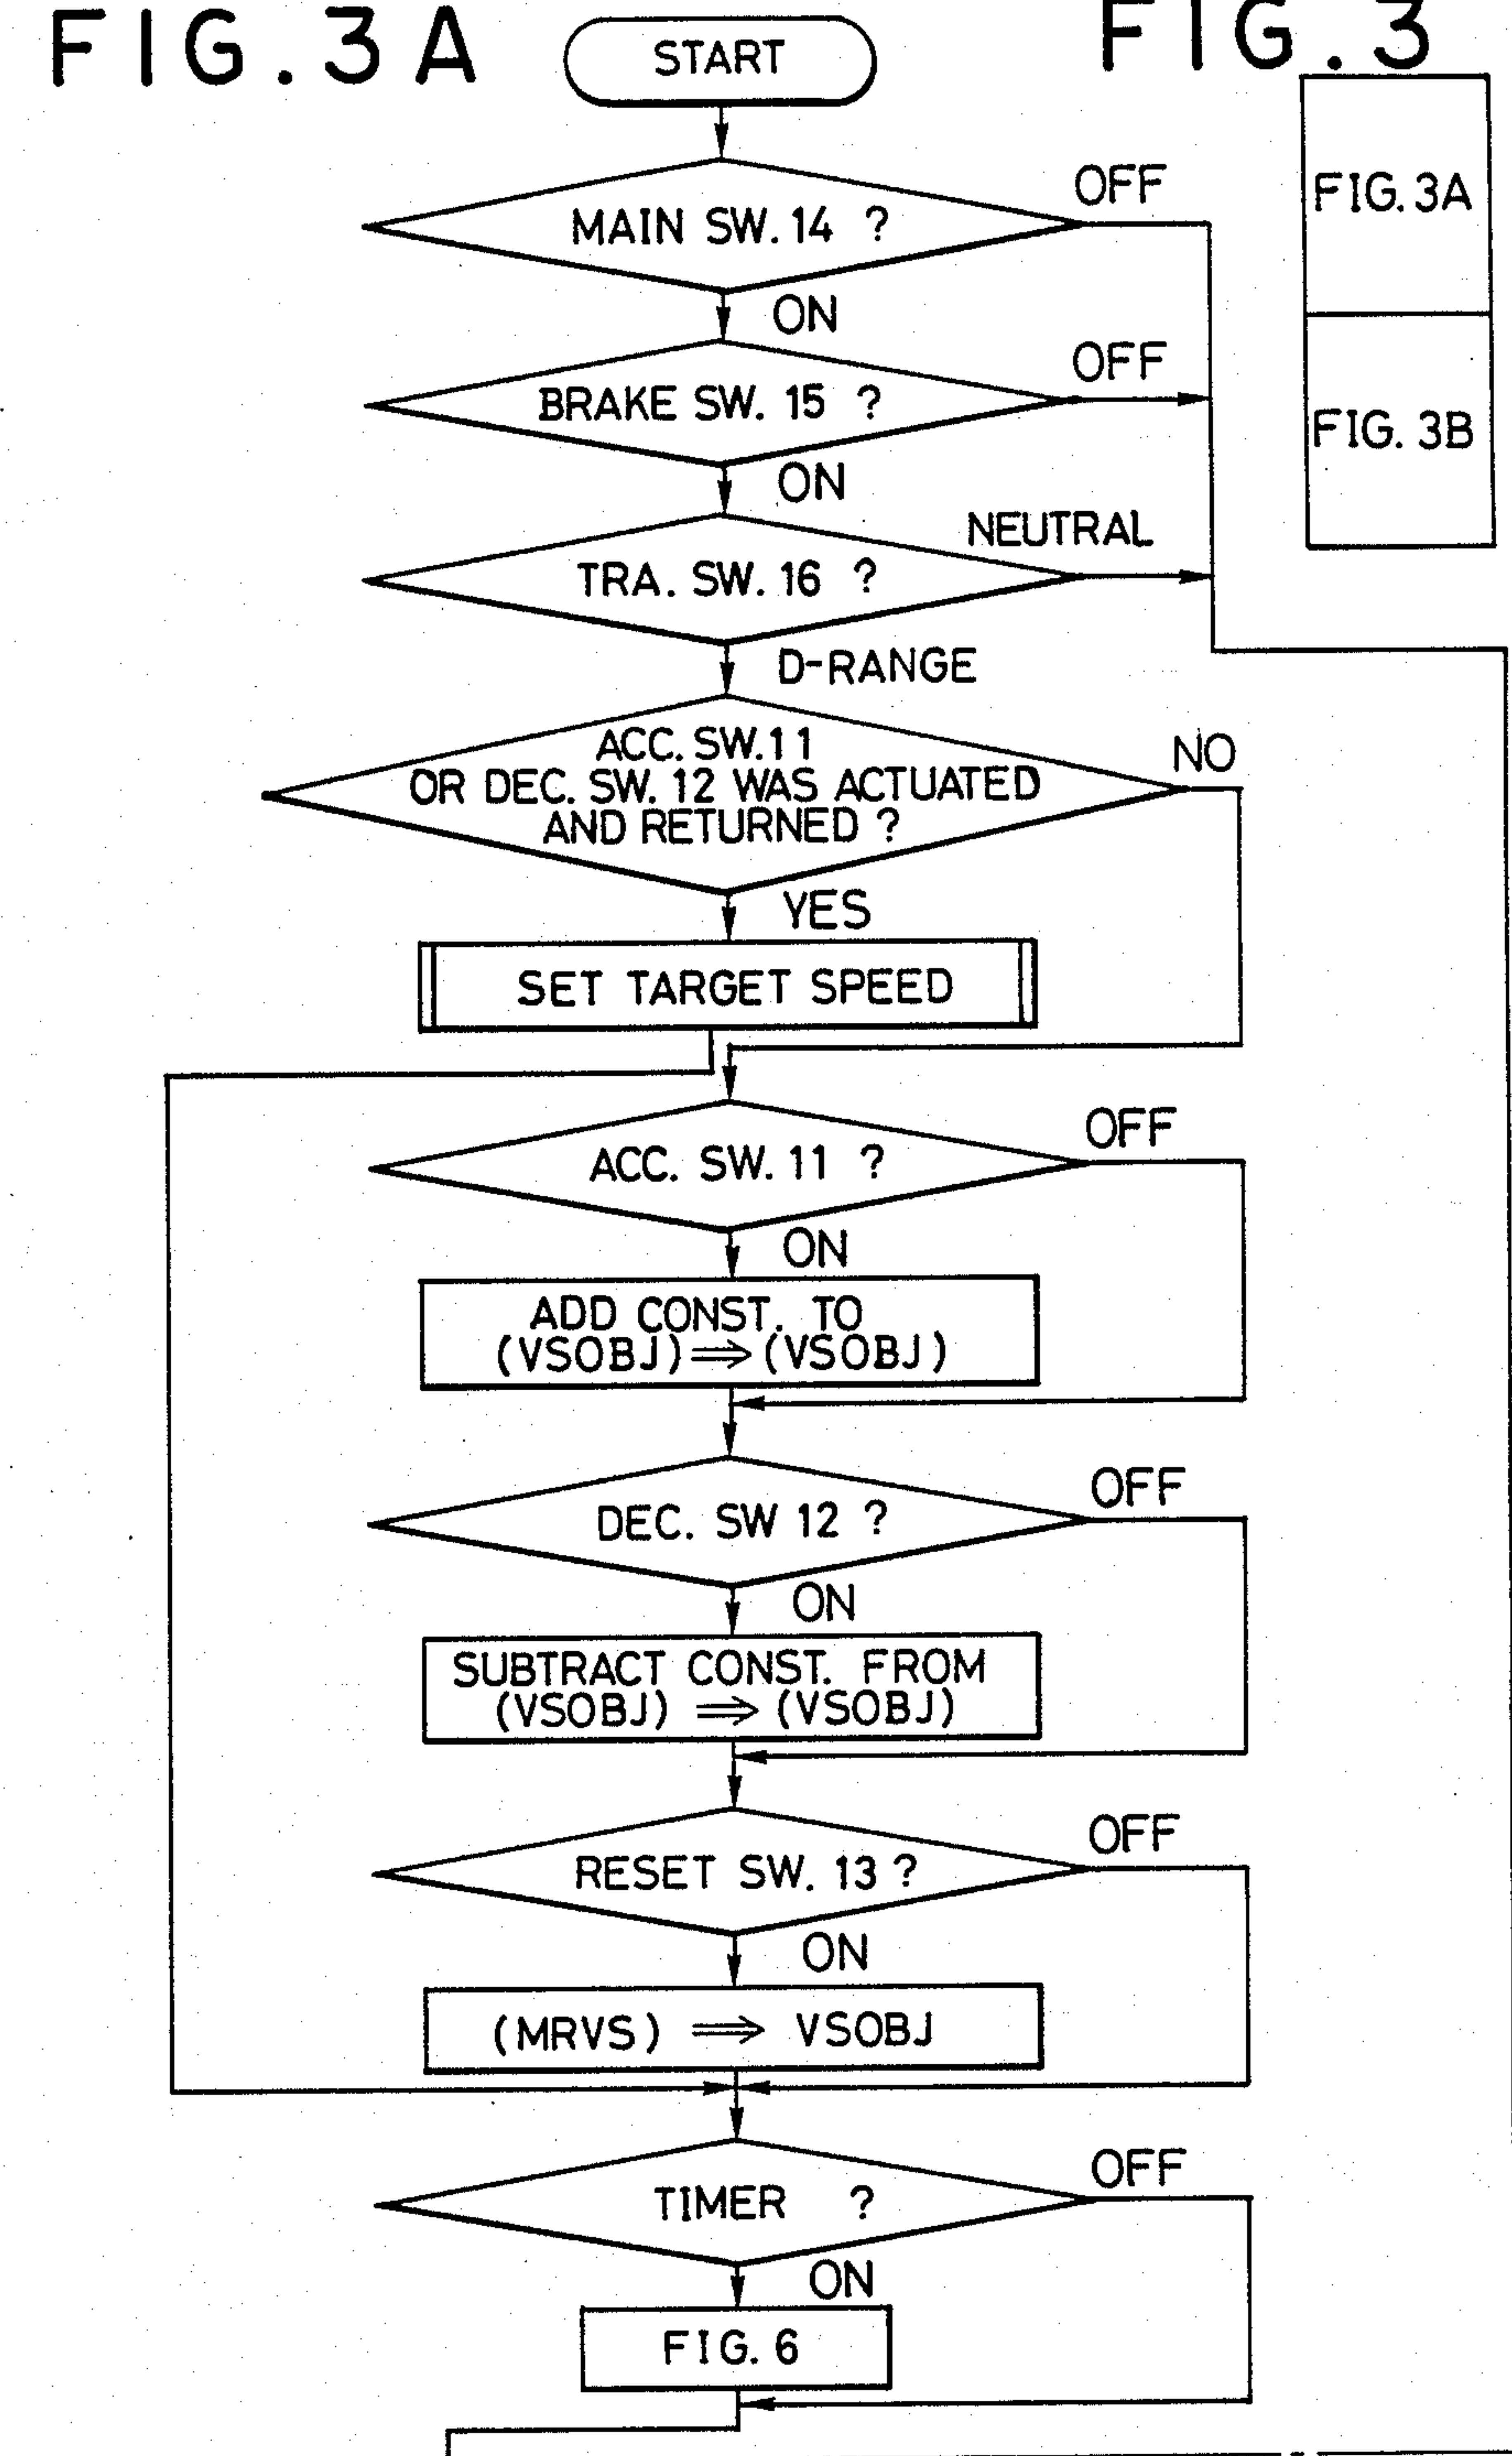 FIG. 3A
FIG. 3
START
FIG. 3A
FIG. 3B
MAIN SW. 14 ?
OFF
ON
BRAKE SW. 15 ?
OFF
ON
TRA. SW. 16 ?
NEUTRAL
D-RANGE
ACC. SW. 11
OR DEC. SW. 12 WAS ACTUATED
AND RETURNED ?
NO
YES
SET TARGET SPEED
ACC. SW. 11 ?
OFF
ON
ADD CONST. TO
(VSOBJ) ⇒ (VSOBJ)
DEC. SW 12 ?
OFF
ON
SUBTRACT CONST. FROM
(VSOBJ) ⇒ (VSOBJ)
RESET SW. 13 ?
OFF
ON
(MRVS) ⇒ VSOBJ
TIMER ?
OFF
ON
FIG. 6